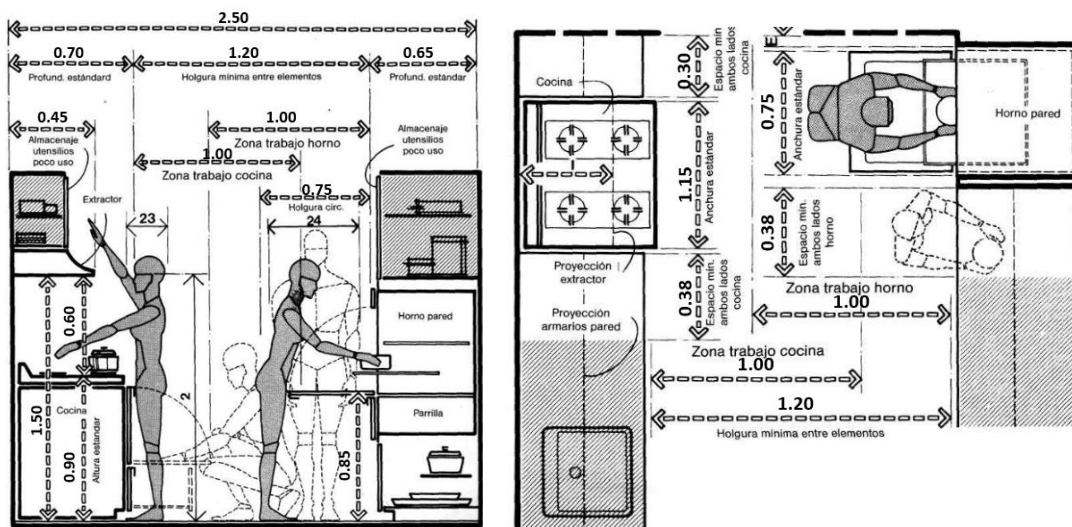 2.50
0.70
1.20
0.65
Profund. estándard
Holgura mínima entre elementos
Profund. estándar
0.45
1.00
Almacenaje
utensilios
poco uso
Zona trabajo horno
Almacenaje
utensilios
poco uso
1.00
Zona trabajo cocina
0.75
Extractor
Holgura circ.
23
24
0.60
Horno pared
Cocina
1.50
2
Parrilla
0.90
Altura estándar
0.85
0.30
Espacio min.
ambos lados
cocina
E
Cocina
0.75
Anchura estándar
Horno pared
1.15
Anchura estándar
0.38
Espacio min.
ambos lados
horno
Proyección
extractor
0.38
Espacio min.
ambos lados
cocina
Zona trabajo horno
1.00
Proyección
armarios pared
Zona trabajo cocina
1.00
1.20
Holgura mínima entre elementos